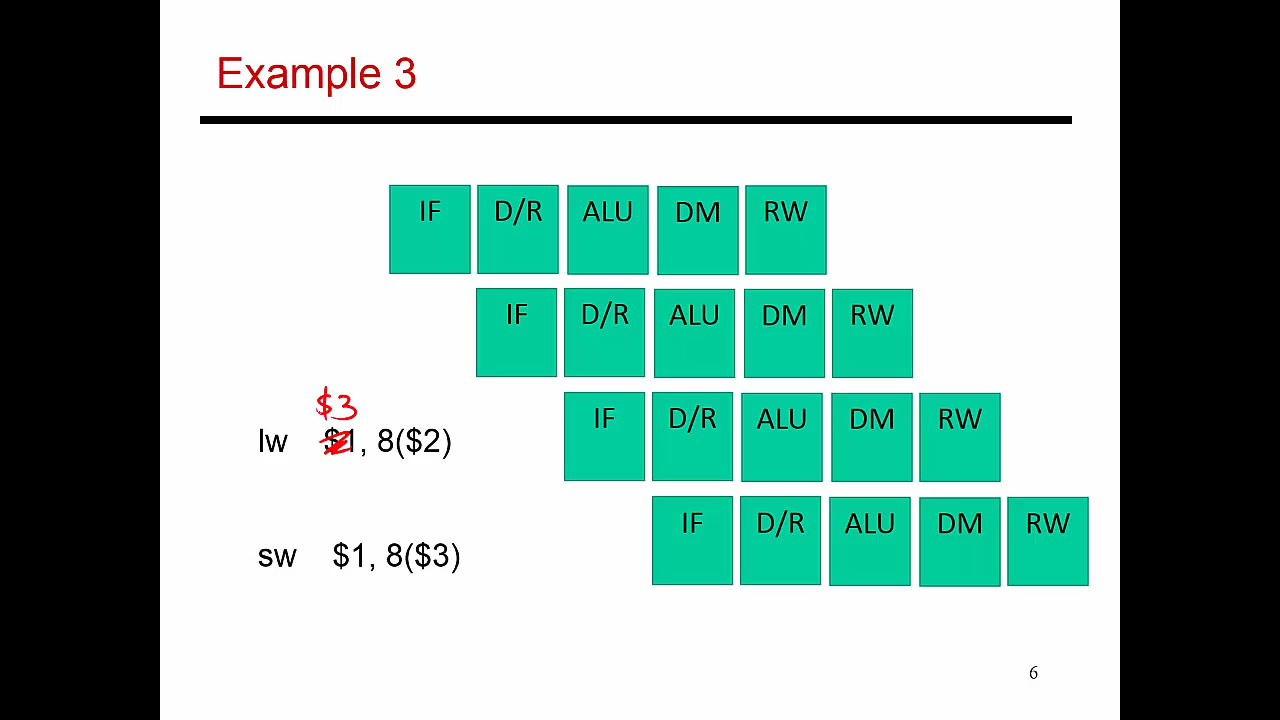 Example 3
IF D/R ALU DM RW
IF D/R ALU DM RW
$3
IF D/R ALU DM RW
lw $1, 8($2)
IF D/R ALU DM RW
sw $1, 8($3)
6